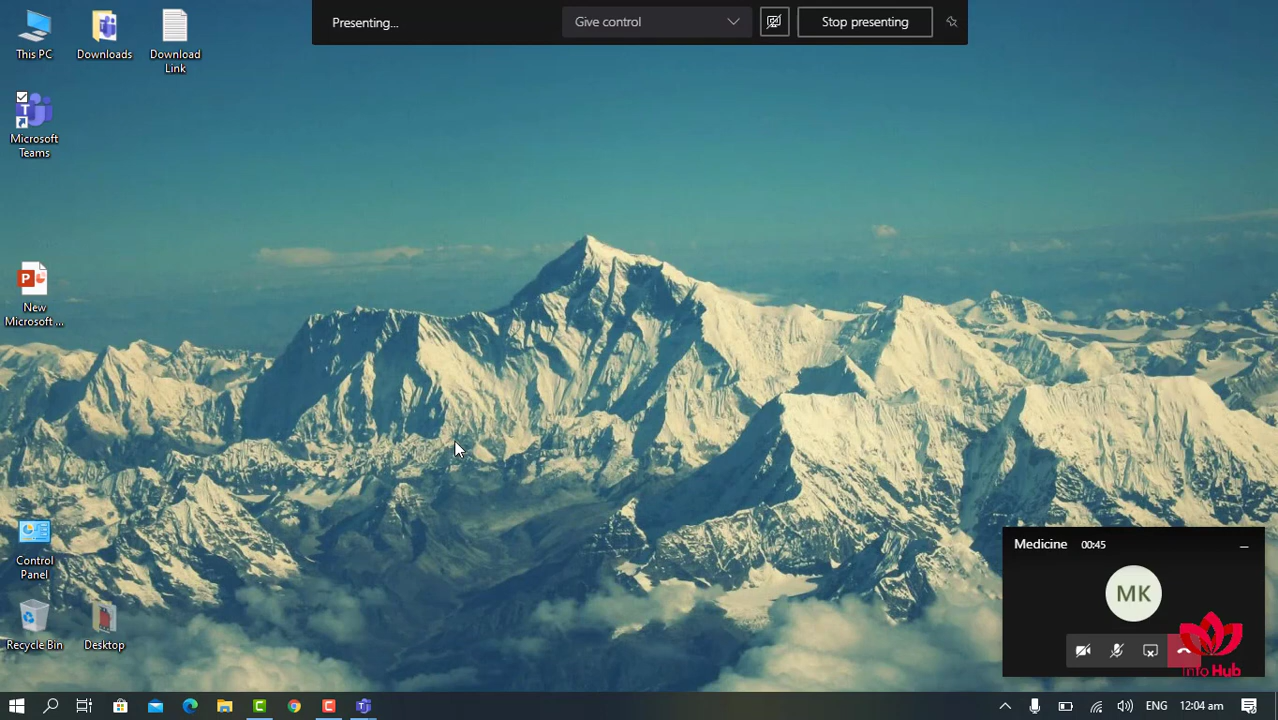 Presenting...
Give control
Stop presenting
This PC
Downloads
Download
Link
T
Microsoft
Teams
P
New
Microsoft ...
Control
Panel
Recycle Bin
Desktop
Medicine 00:45
MK
Info Hub
ENG 12:04 am